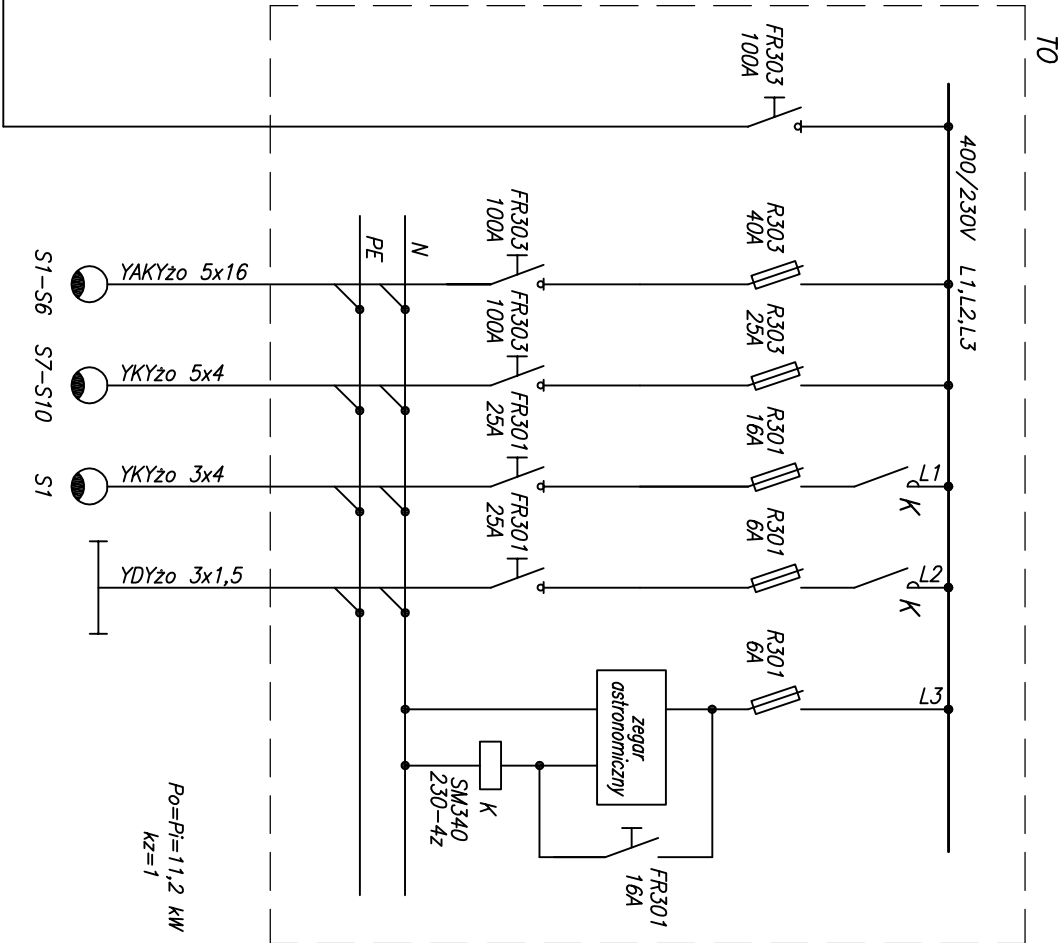 TO
FR303
100A
400/230V L1,L2,L3
FR303
100A
R303
40A
N
PE
YAKYżo 5x16
S1-S6
FR303
100A
R303
25A
YKYżo 5x4
S7-S10
FR301
25A
R301
16A
L1
K
YKYżo 3x4
S1
FR301
25A
R301
6A
L2
K
YDYżo 3x1,5
R301
6A
L3
zegar
astronomiczny
K
SM340
230-4z
FR301
16A
Po=Pi=11,2 kW
kz=1